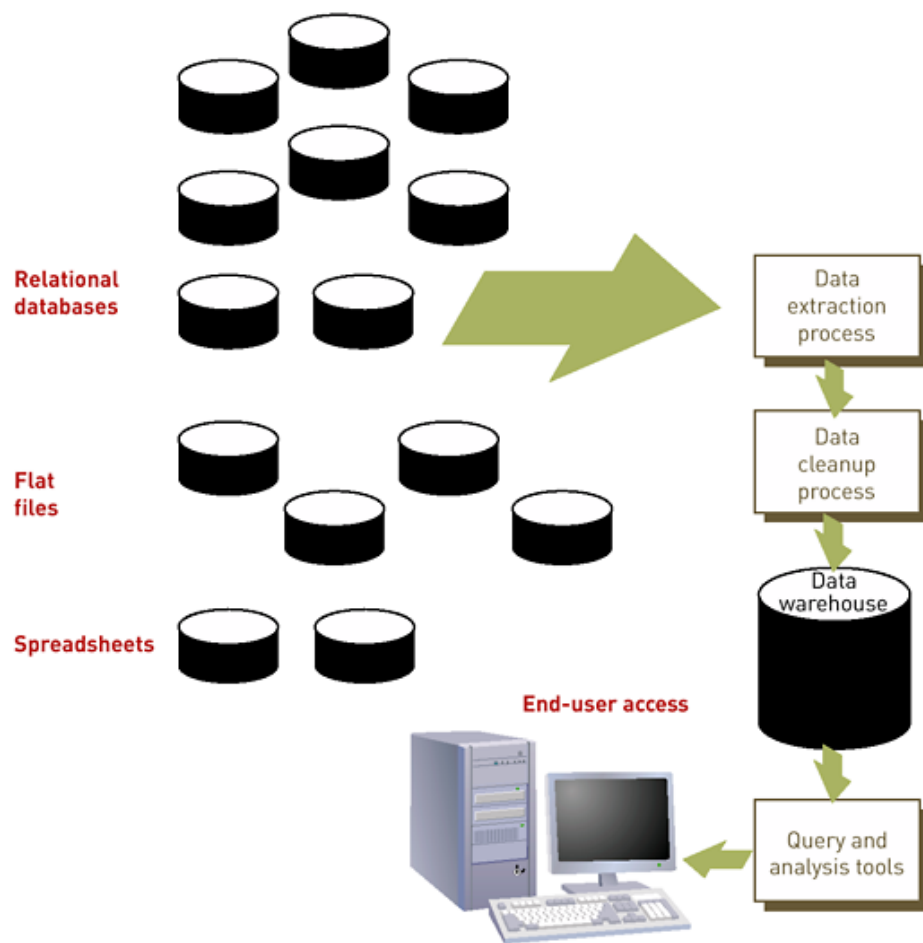 Relational
databases
Flat
files
Spreadsheets
Data
extraction
process
Data
cleanup
process
Data
warehouse
End-user access
Query and
analysis tools